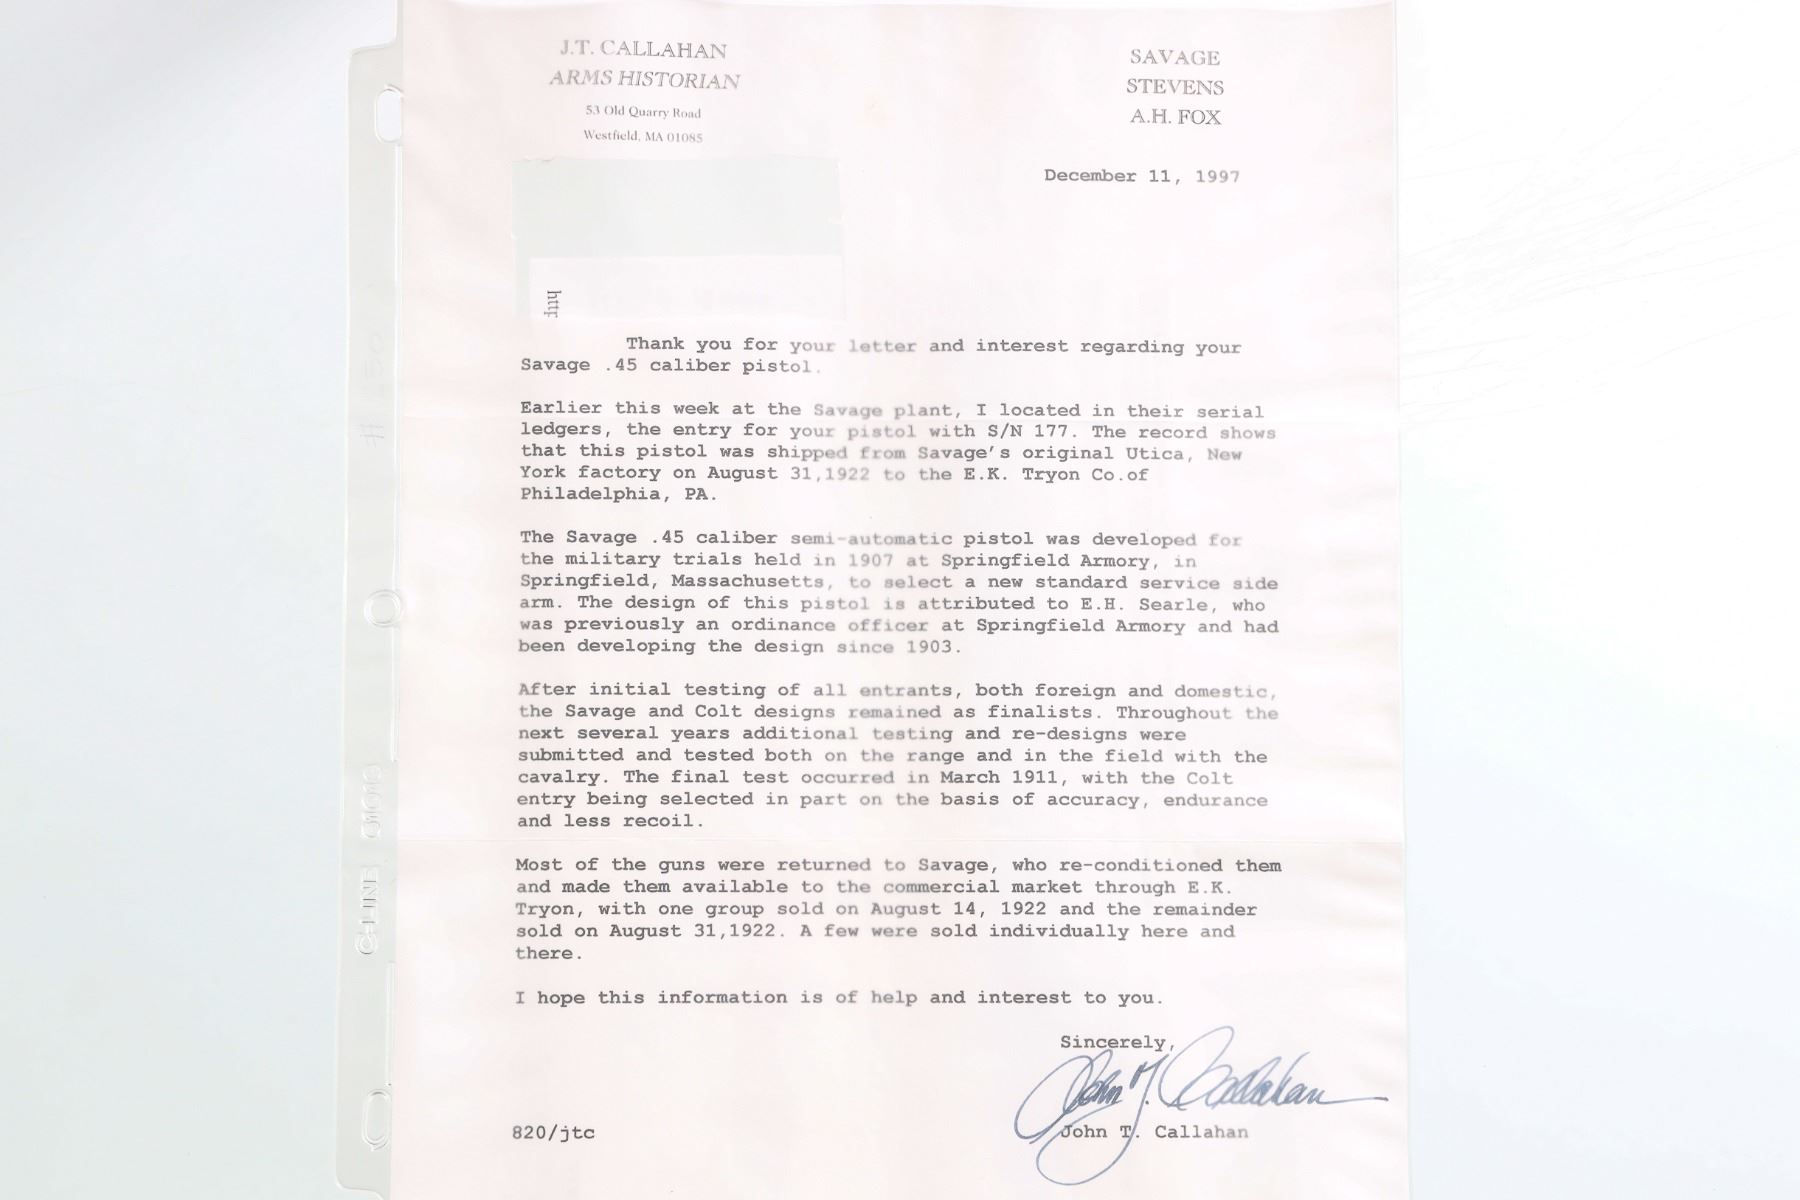 J.T. CALLAHAN
ARMS HISTORIAN
53 Old Quarry Road
Westfield, MA 01085
SAVAGE
STEVENS
A.H. FOX
December 11, 1997
http
Thank you for your letter and interest regarding your
Savage .45 caliber pistol.
Earlier this week at the Savage plant, I located in their serial
ledgers, the entry for your pistol with S/N 177. The record shows
that this pistol was shipped from Savage's original Utica, New
York factory on August 31,1922 to the E.K. Tryon Co.of
Philadelphia, PA.
The Savage .45 caliber semi-automatic pistol was developed for
the military trials held in 1907 at Springfield Armory, in
Springfield, Massachusetts, to select a new standard service side
arm. The design of this pistol is attributed to E.H. Searle, who
was previously an ordinance officer at Springfield Armory and had
been developing the design since 1903.
After initial testing of all entrants, both foreign and domestic,
the Savage and Colt designs remained as finalists. Throughout the
next several years additional testing and re-designs were
submitted and tested both on the range and in the field with the
cavalry. The final test occurred in March 1911, with the Colt
entry being selected in part on the basis of accuracy, endurance
and less recoil.
Most of the guns were returned to Savage, who re-conditioned them
and made them available to the commercial market through E.K.
Tryon, with one group sold on August 14, 1922 and the remainder
sold on August 31,1922. A few were sold individually here and
there.
I hope this information is of help and interest to you.
Sincerely,
John T. Callahan
820/jtc
John T. Callahan
C-LINE